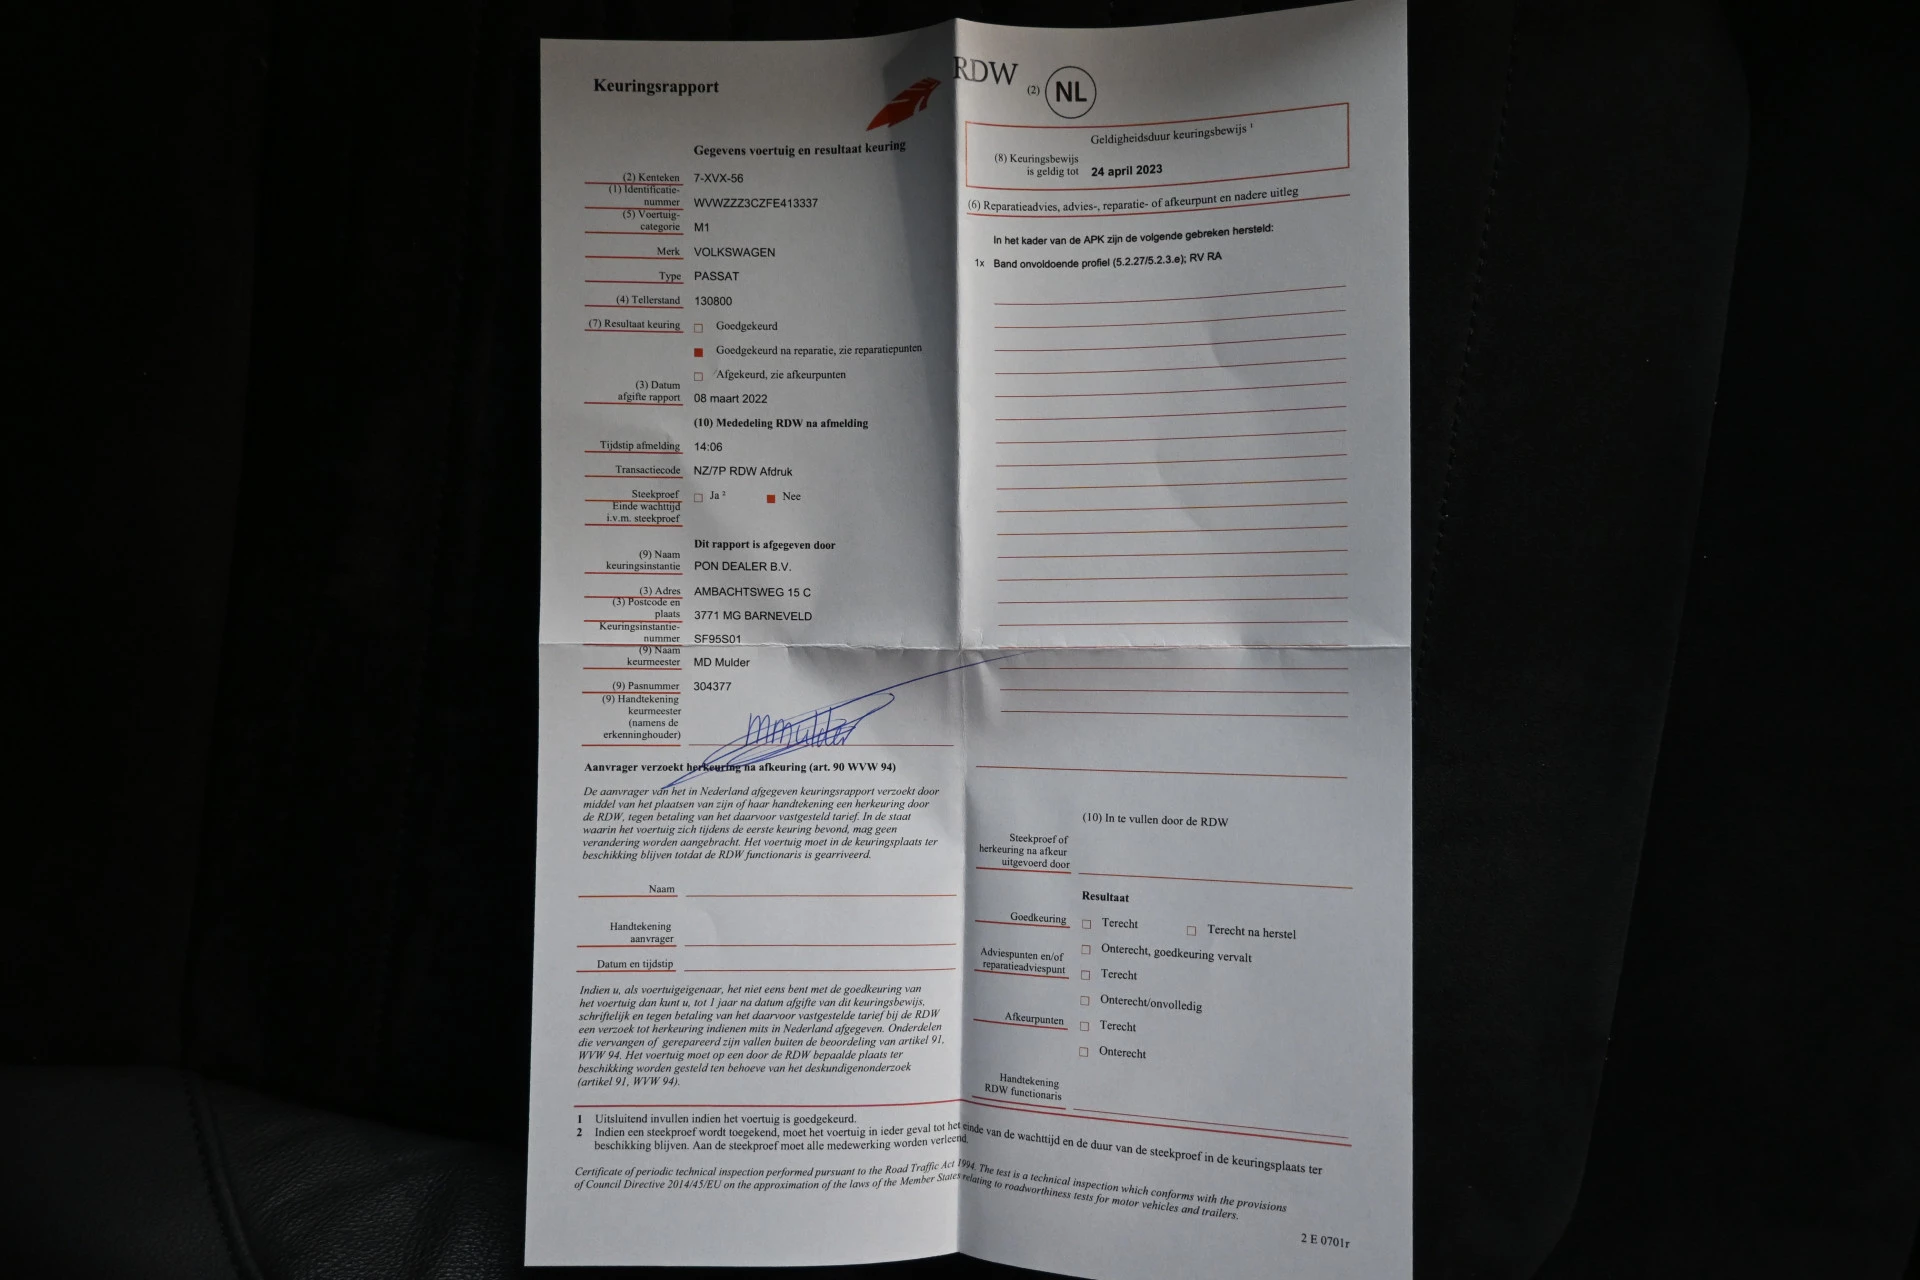 Keuringsrapport
RDW (2) NL
Gegevens voertuig en resultaat keuring
(2) Kenteken 7-XVX-56
(1) Identificatie-
nummer WVWZZZ3CZFE413337
(5) Voertuig-
categorie M1
Merk VOLKSWAGEN
Type PASSAT
(4) Tellerstand 130800
(7) Resultaat keuring Goedgekeurd
Goedgekeurd na reparatie, zie reparatiepunten
Afgekeurd, zie afkeurpunten
(3) Datum
afgifte rapport 08 maart 2022
(10) Mededeling RDW na afmelding
Tijdstip afmelding 14:06
Transactiecode NZ/7P RDW Afdruk
Steekproef Ja 2 Nee
Einde wachttijd
i.v.m. steekproef
Dit rapport is afgegeven door
(9) Naam
keuringsinstantie PON DEALER B.V.
(3) Adres AMBACHTSWEG 15 C
(3) Postcode en
plaats 3771 MG BARNEVELD
Keuringsinstantie-
nummer SF95S01
(9) Naam
keurmeester MD Mulder
(9) Pasnummer 304377
(9) Handtekening
keurmeester
(namens de
erkenninghouder)
MMulder
Aanvrager verzoekt herkeuring na afkeuring (art. 90 WVW 94)
De aanvrager van het in Nederland afgegeven keuringsrapport verzoekt door
middel van het plaatsen van zijn of haar handtekening een herkeuring door
de RDW, tegen betaling van het daarvoor vastgesteld tarief. In de staat
waarin het voertuig zich tijdens de eerste keuring bevond, mag geen
verandering worden aangebracht. Het voertuig moet in de keuringsplaats ter
beschikking blijven totdat de RDW functionaris is gearriveerd.
Naam
Handtekening
aanvrager
Datum en tijdstip
Indien u, als voertuigeigenaar, het niet eens bent met de goedkeuring van
het voertuig dan kunt u, tot 1 jaar na datum afgifte van dit keuringsbewijs,
schriftelijk en tegen betaling van het daarvoor vastgestelde tarief bij de RDW
een verzoek tot herkeuring indienen mits in Nederland afgegeven. Onderdelen
die vervangen of gerepareerd zijn vallen buiten de beoordeling van artikel 91,
WVW 94. Het voertuig moet op een door de RDW bepaalde plaats ter
beschikking worden gesteld ten behoeve van het deskundigenonderzoek
(artikel 91, WVW 94).
Geldigheidsduur keuringsbewijs 1
(8) Keuringsbewijs
is geldig tot 24 april 2023
(6) Reparatieadvies, advies-, reparatie- of afkeurpunt en nadere uitleg
In het kader van de APK zijn de volgende gebreken hersteld:
1x Band onvoldoende profiel (5.2.27/5.2.3.e); RV RA
(10) In te vullen door de RDW
Steekproef of
herkeuring na afkeur
uitgevoerd door
Resultaat
Goedkeuring Terecht Terecht na herstel
Onterecht, goedkeuring vervalt
Adviespunten en/of
reparatieadviespunt Terecht
Onterecht/onvolledig
Afkeurpunten Terecht
Onterecht
Handtekening
RDW functionaris
1 Uitsluitend invullen indien het voertuig is goedgekeurd.
2 Indien een steekproef wordt toegekend, moet het voertuig in ieder geval tot het einde van de wachttijd en de duur van de steekproef in de keuringsplaats ter
beschikking blijven. Aan de steekproef moet alle medewerking worden verleend.
Certificate of periodic technical inspection performed pursuant to the Road Traffic Act 1994. The test is a technical inspection which conforms with the provisions
of Council Directive 2014/45/EU on the approximation of the laws of the Member States relating to roadworthiness tests for motor vehicles and trailers.
2 E 0701r